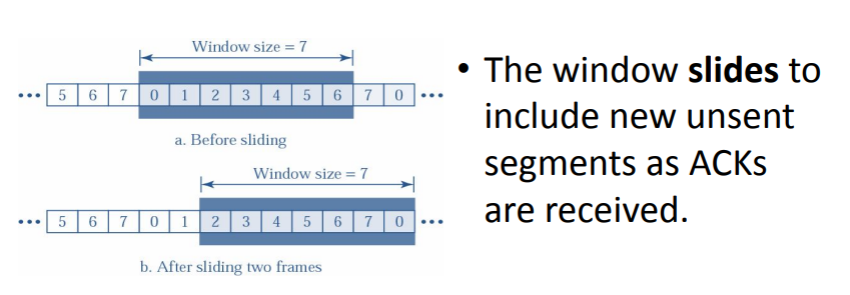 Window size = 7
••• 5 6 7 0 1 2 3 4 5 6 7 0 •••
a. Before sliding
Window size = 7
••• 5 6 7 0 1 2 3 4 5 6 7 0 •••
b. After sliding two frames
• The window slides to
include new unsent
segments as ACKs
are received.